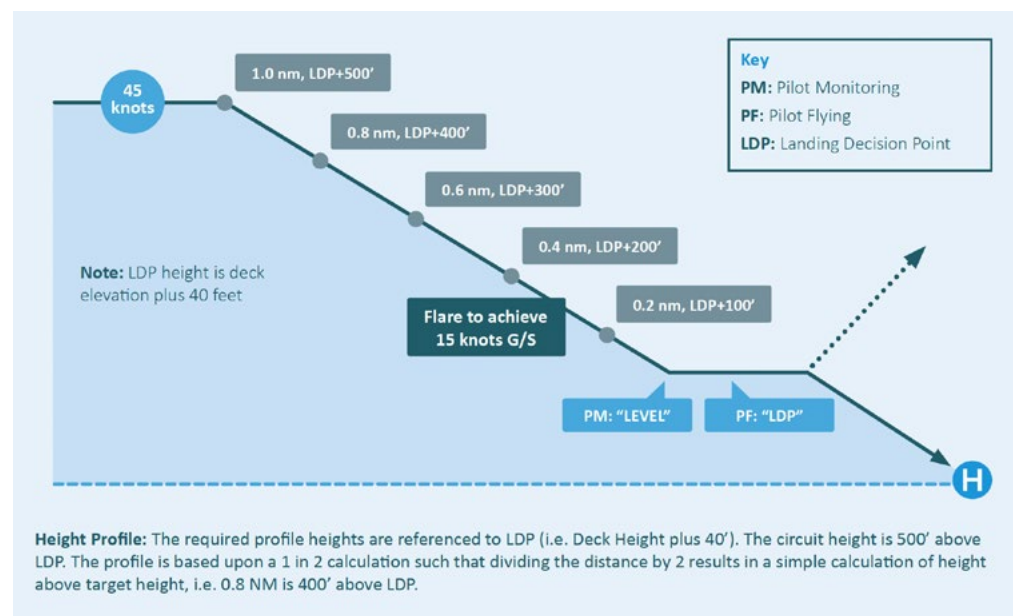 45
knots
1.0 nm, LDP+500’
0.8 nm, LDP+400’
0.6 nm, LDP+300’
0.4 nm, LDP+200’
0.2 nm, LDP+100’
Key
PM: Pilot Monitoring
PF: Pilot Flying
LDP: Landing Decision Point
Note: LDP height is deck
elevation plus 40 feet
Flare to achieve
15 knots G/S
PM: “LEVEL”
PF: “LDP”
H
Height Profile: The required profile heights are referenced to LDP (i.e. Deck Height plus 40’). The circuit height is 500’ above
LDP. The profile is based upon a 1 in 2 calculation such that dividing the distance by 2 results in a simple calculation of height
above target height, i.e. 0.8 NM is 400’ above LDP.